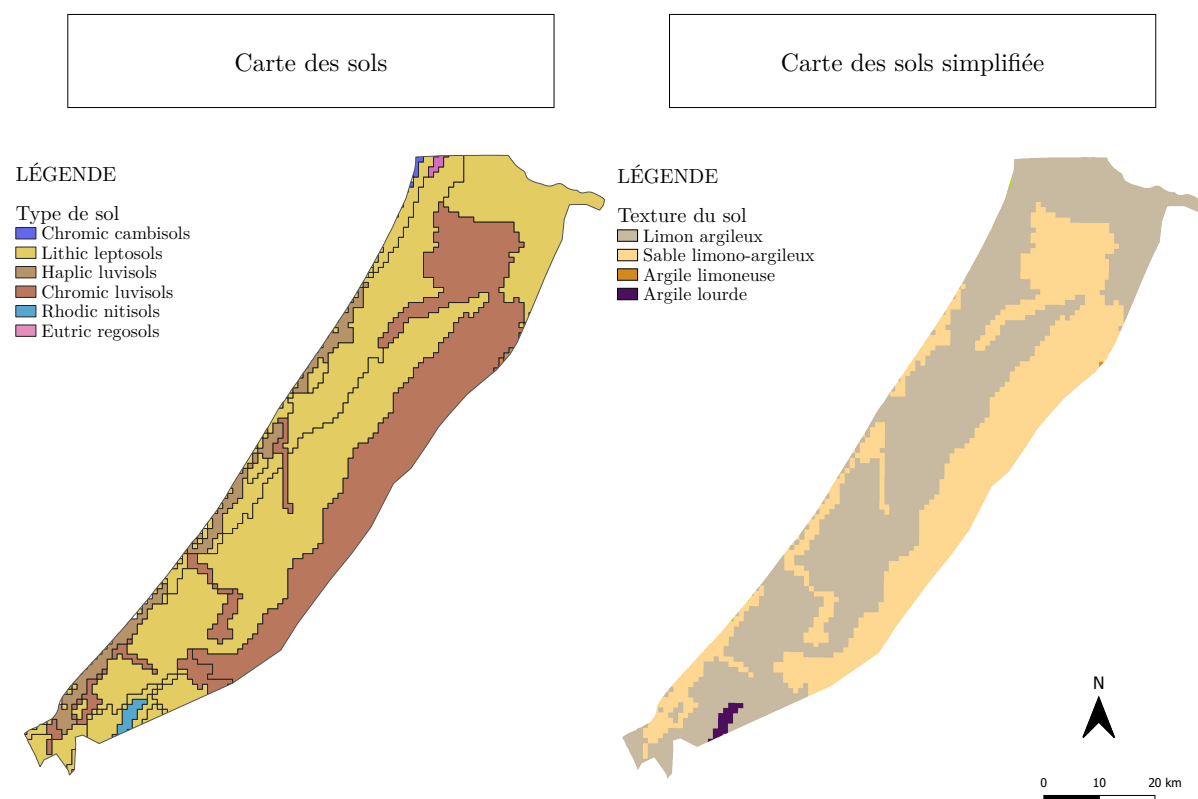 Carte des sols
LÉGENDE
Type de sol
Chromic cambisols
Lithic leptosols
Haplic luvisols
Chromic luvisols
Rhodic nitisols
Eutric regosols
Carte des sols simplifiée
LÉGENDE
Texture du sol
Limon argileux
Sable limono-argileux
Argile limoneuse
Argile lourde
N
0 10 20 km